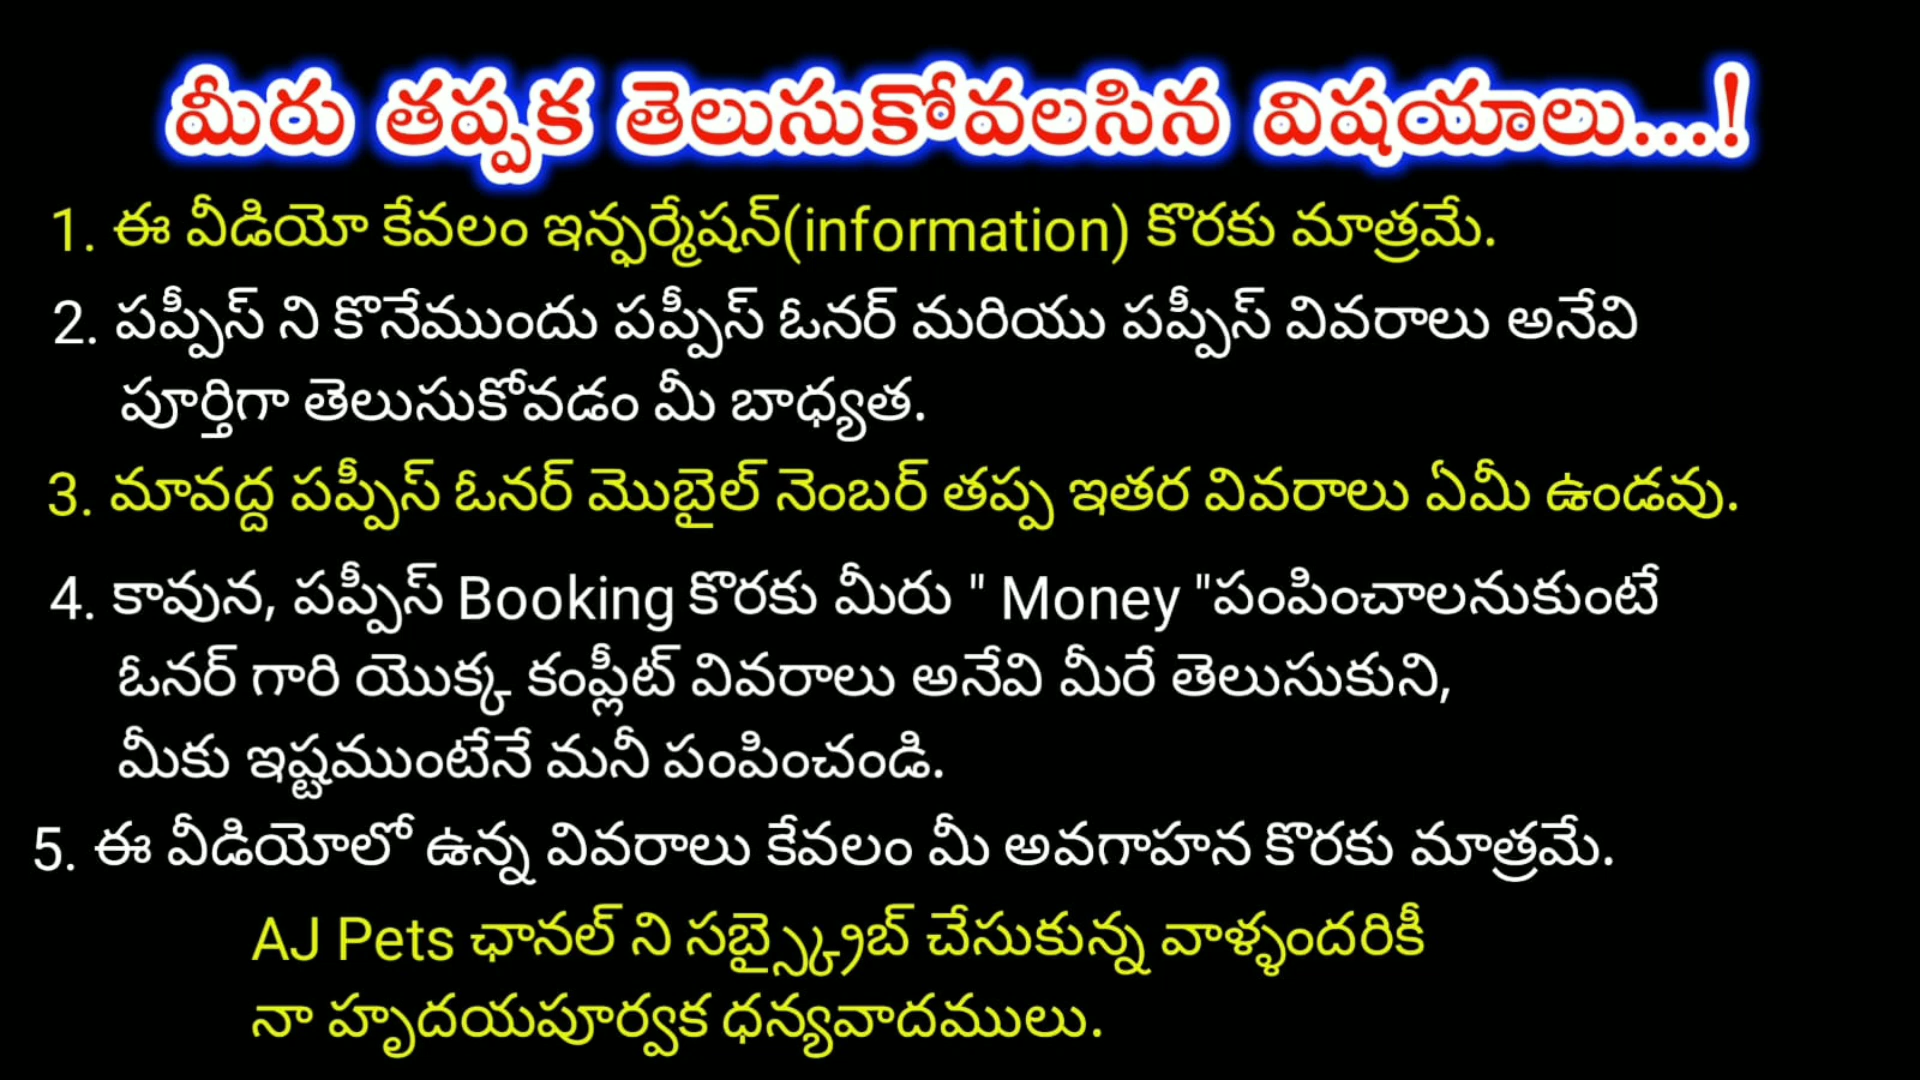 మీరు తప్పక తెలుసుకోవలసిన విషయాలు...!
1. ఈ వీడియో కేవలం ఇన్ఫర్మేషన్(information) కొరకు మాత్రమే.
2. పప్పీస్ ని కొనేముందు పప్పీస్ ఓనర్ మరియు పప్పీస్ వివరాలు అనేవి
పూర్తిగా తెలుసుకోవడం మీ బాధ్యత.
3. మావద్ద పప్పీస్ ఓనర్ మొబైల్ నెంబర్ తప్ప ఇతర వివరాలు ఏమీ ఉండవు.
4. కావున, పప్పీస్ Booking కొరకు మీరు " Money "పంపించాలనుకుంటే
ఓనర్ గారి యొక్క కంప్లీట్ వివరాలు అనేవి మీరే తెలుసుకుని,
మీకు ఇష్టముంటేనే మనీ పంపించండి.
5. ఈ వీడియోలో ఉన్న వివరాలు కేవలం మీ అవగాహన కొరకు మాత్రమే.
AJ Pets ఛానల్ ని సబ్స్క్రైబ్ చేసుకున్న వాళ్ళందరికీ
నా హృదయపూర్వక ధన్యవాదములు.